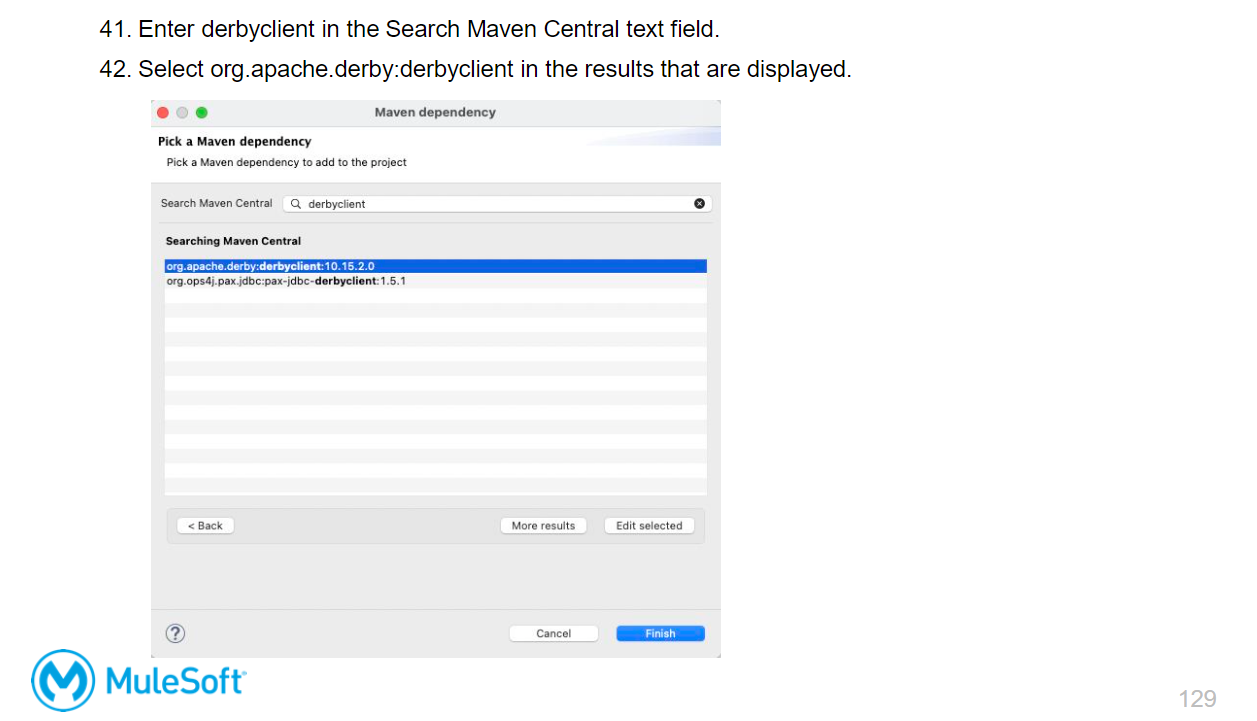 41. Enter derbyclient in the Search Maven Central text field.
42. Select org.apache.derby:derbyclient in the results that are displayed.
Maven dependency
Pick a Maven dependency
Pick a Maven dependency to add to the project
Search Maven Central derbyclient
Searching Maven Central
org.apache.derby:derbyclient:10.15.2.0
org.ops4j.pax.jdbc:pax-jdbc-derbyclient:1.5.1
< Back More results Edit selected
? Cancel Finish
MuleSoft
129